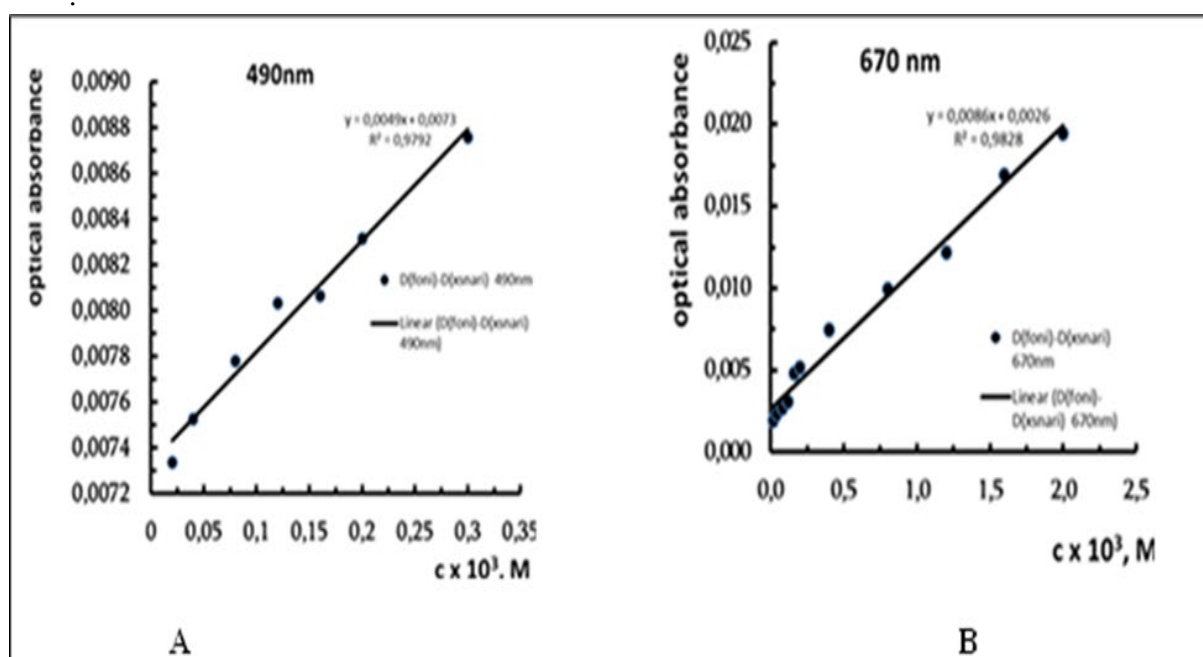 490nm
optical absorbance
0,0090
0,0088
0,0086
0,0084
0,0082
0,0080
0,0078
0,0076
0,0074
0,0072
y = 0,0049x + 0,0073
R² = 0,9792
D(foni)-D(xsnari) 490nm
Linear (D(foni)-D(xsnari)
490nm)
0 0,05 0,1 0,15 0,2 0,25 0,3 0,35
c x 10³. M
A
670 nm
optical absorbance
0,025
0,020
0,015
0,010
0,005
0,000
y = 0,0086x + 0,0026
R² = 0,9828
D(foni)-D(xsnari)
670nm
Linear (D(foni)-
D(xsnari) 670nm)
0,0 0,5 1,0 1,5 2,0 2,5
c x 10³, M
B